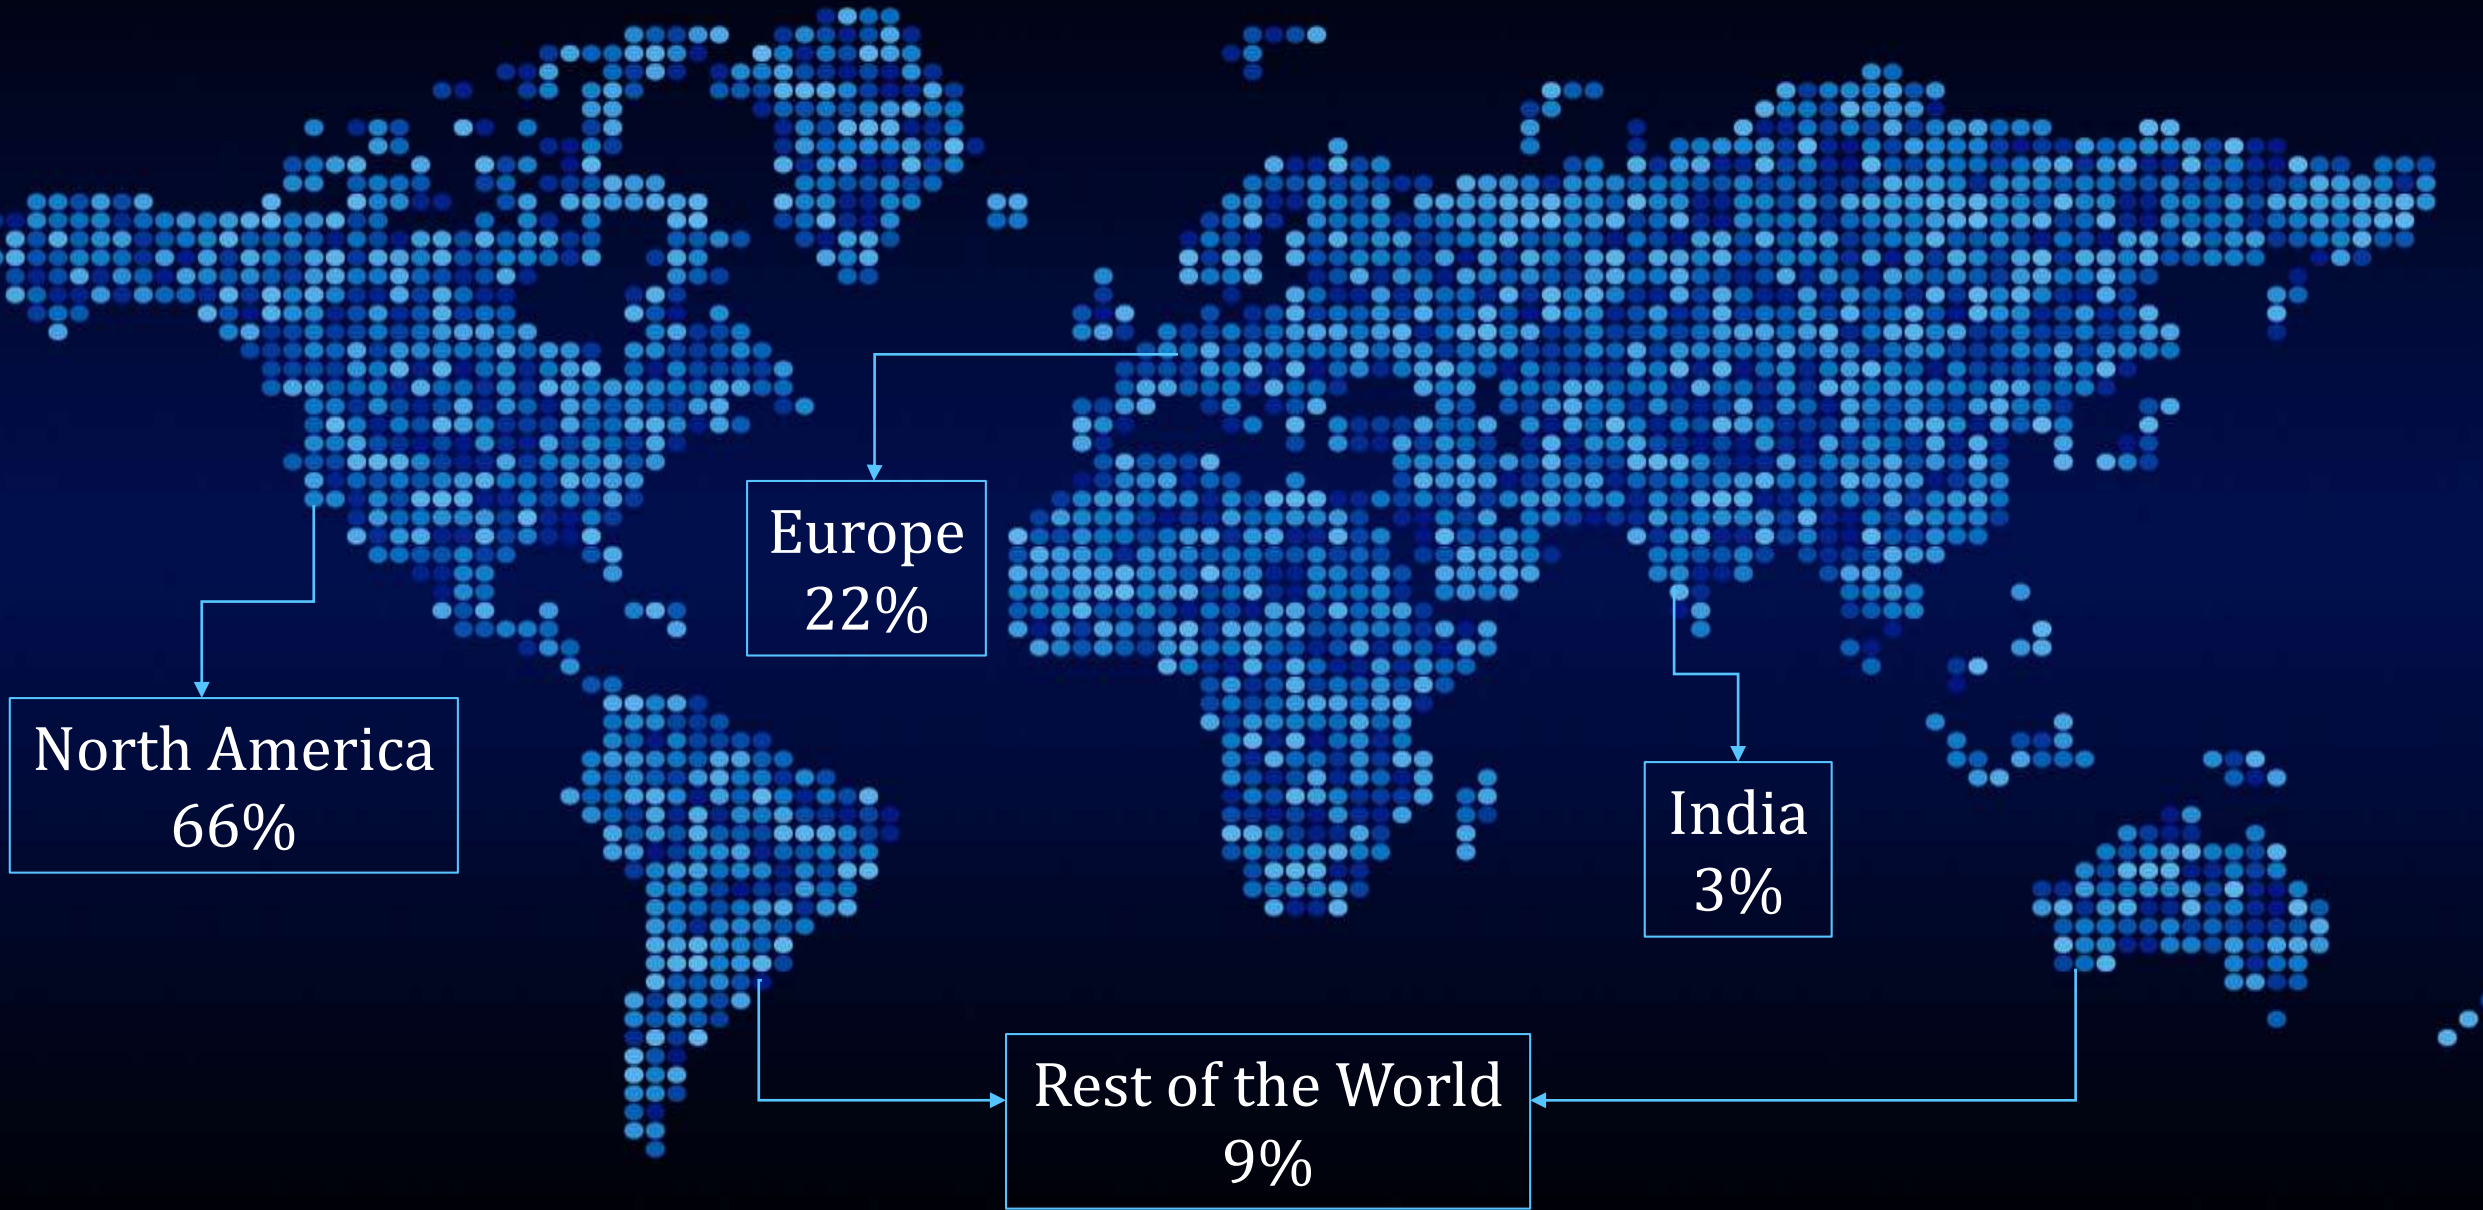 Europe
22%
North America
66%
India
3%
Rest of the World
9%